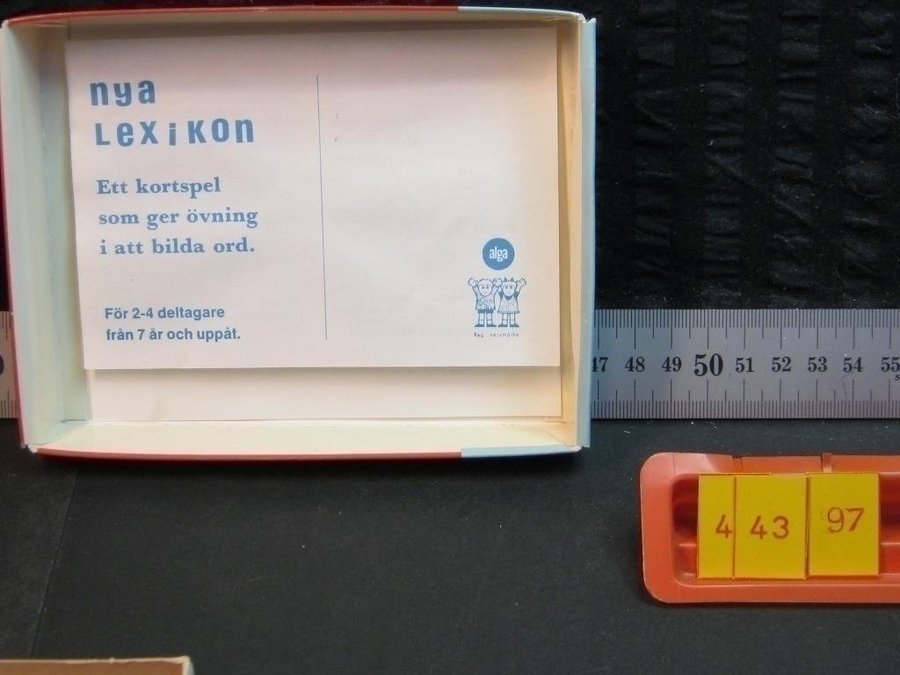 nya
LeXiKOn
Ett kortspel
som ger övning
i att bilda ord.
För 2-4 deltagare
från 7 år och uppåt.
alga
47 48 49 50 51 52 53 54 55
4 43 97